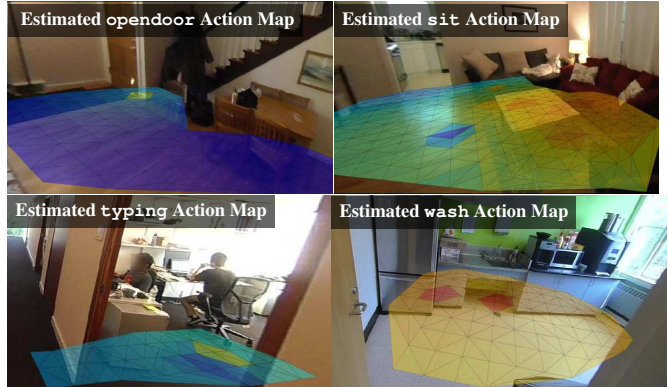 Estimated opendoor Action Map
Estimated sit Action Map
Estimated typing Action Map
Estimated wash Action Map